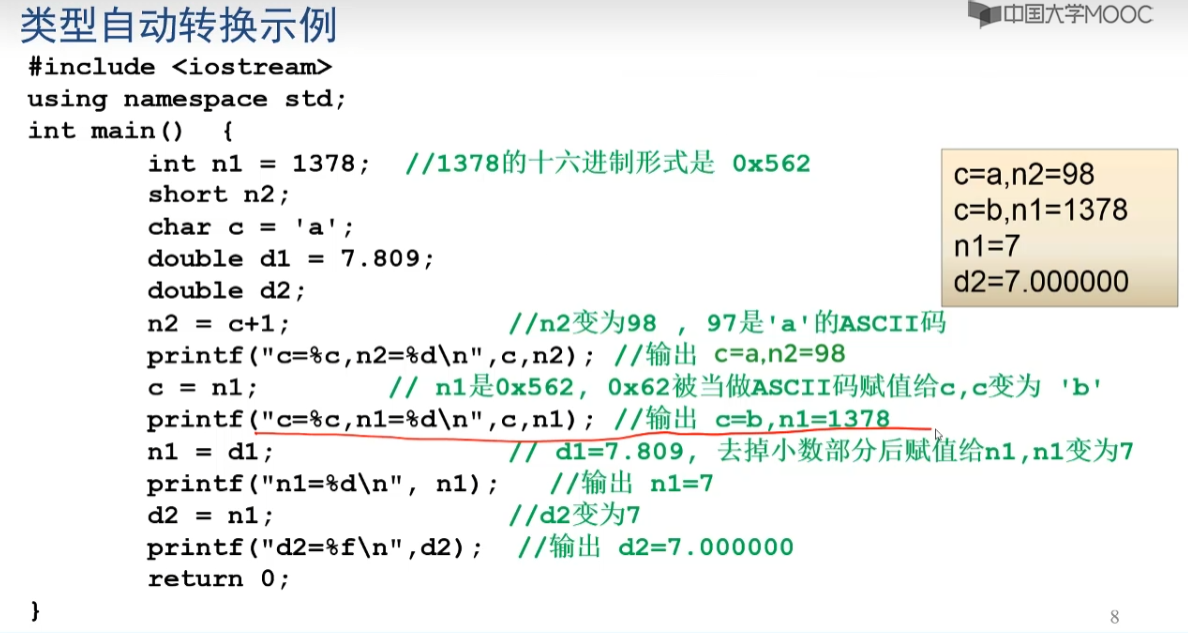 类型自动转换示例
中国大学MOOC
#include <iostream>
using namespace std;
int main() {
int n1 = 1378; //1378的十六进制形式是 0x562
short n2;
char c = 'a';
double d1 = 7.809;
double d2;
n2 = c+1; //n2变为98 , 97是'a'的ASCII码
printf("c=%c,n2=%d\n",c,n2); //输出 c=a,n2=98
c = n1; // n1是0x562, 0x62被当做ASCII码赋值给c,c变为 'b'
printf("c=%c,n1=%d\n",c,n1); //输出 c=b,n1=1378
n1 = d1; // d1=7.809, 去掉小数部分后赋值给n1,n1变为7
printf("n1=%d\n", n1); //输出 n1=7
d2 = n1; //d2变为7
printf("d2=%f\n",d2); //输出 d2=7.000000
return 0;
}
c=a,n2=98
c=b,n1=1378
n1=7
d2=7.000000
8